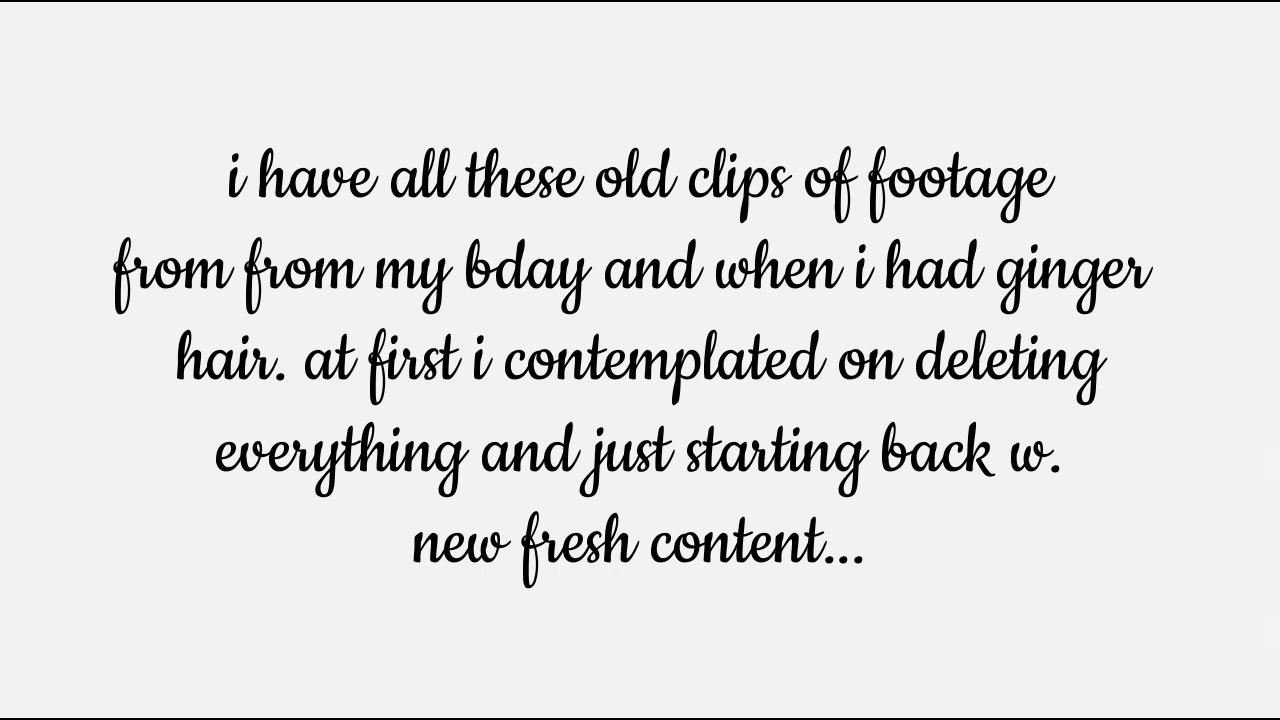 i have all these old clips of footage
from from my bday and when i had ginger
hair. at first i contemplated on deleting
everything and just starting back w.
new fresh content...